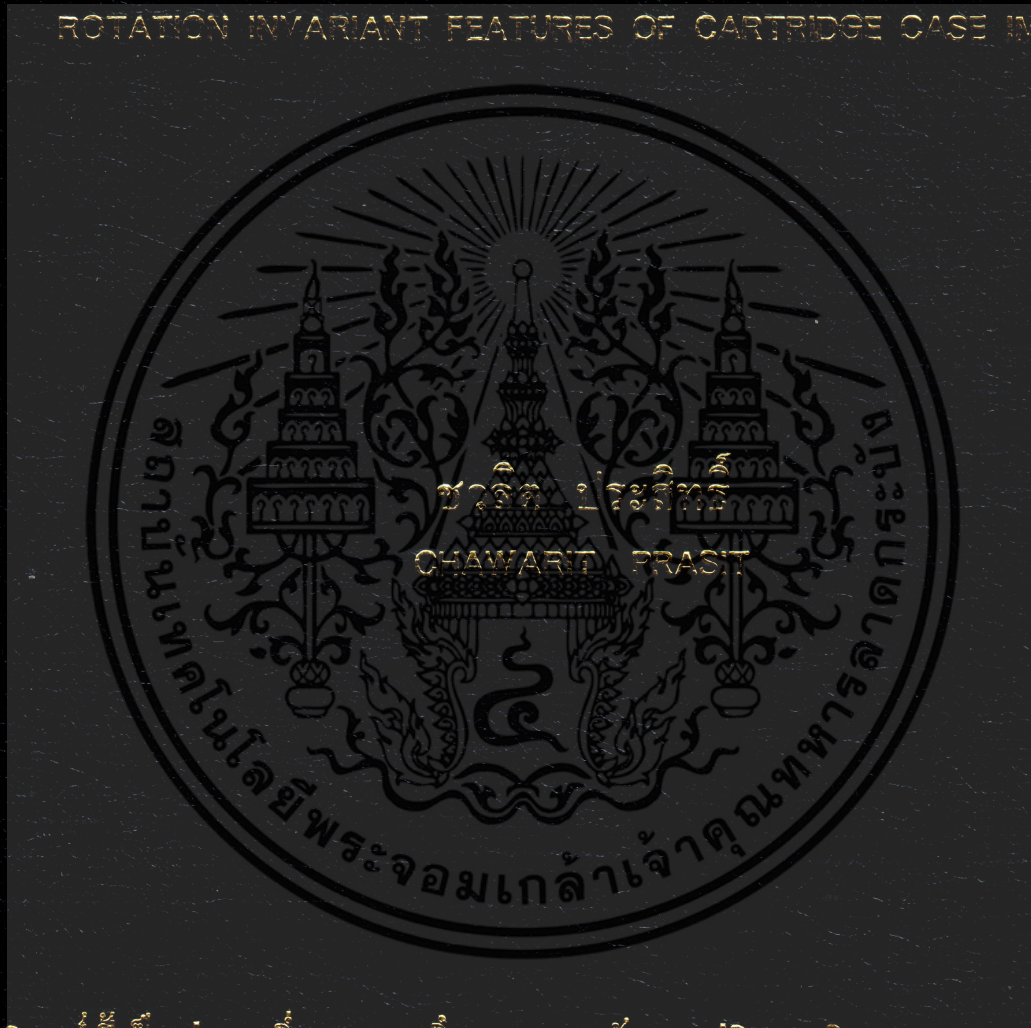 ROTATION INVARIANT FEATURES OF CARTRIDGE CASE
สถาบันเทคโนโลยีพระจอมเกล้าเจ้าคุณทหารลาดกระบัง
ชวริต ประสิทธิ์
CHAWARIT PRASIT